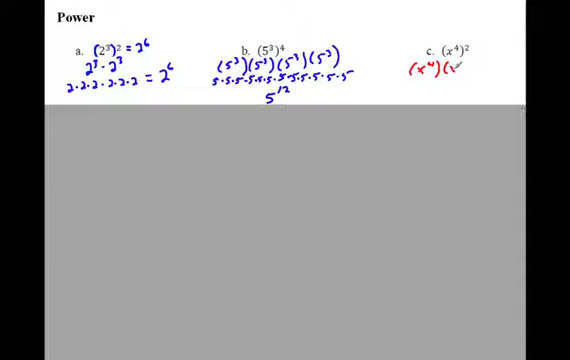 Power
a. (2³)² = 2⁶
2³ · 2³
2·2·2·2·2·2 = 2⁶
b. (5³)⁴
(5³)(5³)(5³)(5³)
5·5·5·5·5·5·5·5·5·5·5·5
5¹²
c. (x⁴)²
(x⁴)(x